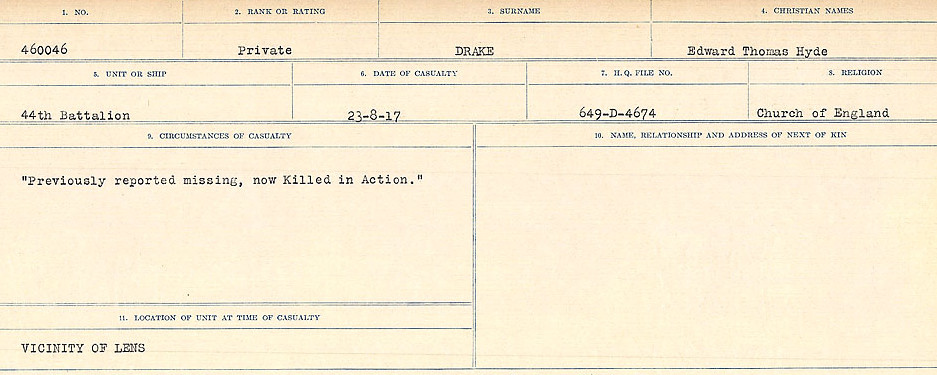 1. NO. 2. RANK OR RATING 3. SURNAME 4. CHRISTIAN NAMES
460046 Private DRAKE Edward Thomas Hyde
5. UNIT OR SHIP 6. DATE OF CASUALTY 7. H.Q. FILE NO. 8. RELIGION
44th Battalion 23-8-17 649-D-4674 Church of England
9. CIRCUMSTANCES OF CASUALTY 10. NAME, RELATIONSHIP AND ADDRESS OF NEXT OF KIN
"Previously reported missing, now Killed in Action."
11. LOCATION OF UNIT AT TIME OF CASUALTY
VICINITY OF LENS